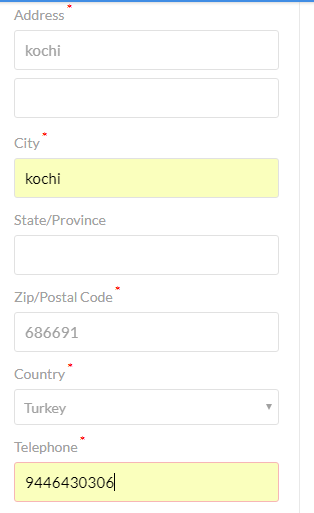 Address *
kochi
City *
kochi
State/Province
Zip/Postal Code *
686691
Country *
Turkey
Telephone *
9446430306